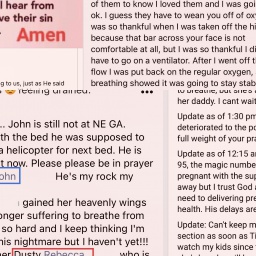 l hear from
ve their sin
Amen
ng to us, just as He said
of them to know I loved them and I was goi
ok. I guess they have to wean you off of ox
was so thankful when I was taken off the hi
because that bar across your face is not
comfortable at all, but I was so thankful I di
have to go on a ventilator. After I went off t
flow I was put back on the regular oxygen,
breathing showed it was going to stay stab
feeling drained.
... John is still not at NE GA.
th the bed he was supposed to
a helicopter for next bed. He is
t now. Please please be in prayer
ohn
He's my rock my
gained her heavenly wings
onger suffering to breathe from
so hard and I keep thinking I'm
his nightmare but I haven't yet!!!
er Dusty Rebecca
who is
to breathe, but she's
her daddy. I cant wait
Update as of 1:30 pm
deteriorated to the po
full weight of your pra
Update as of 12:15 a
95, the magic number
pregnant with the sup
away but I trust God a
need to delivering pre
health. His delays are
Update: Can't keep m
section as soon as Ti
watch my kids since